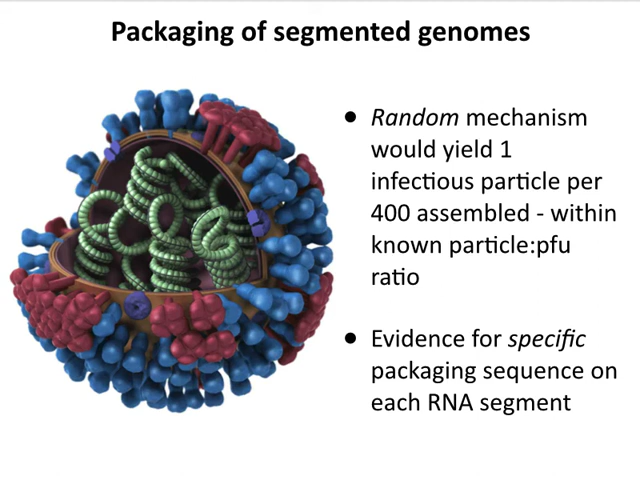 Packaging of segmented genomes
• Random mechanism
would yield 1
infectious particle per
400 assembled - within
known particle:pfu
ratio
• Evidence for specific
packaging sequence on
each RNA segment